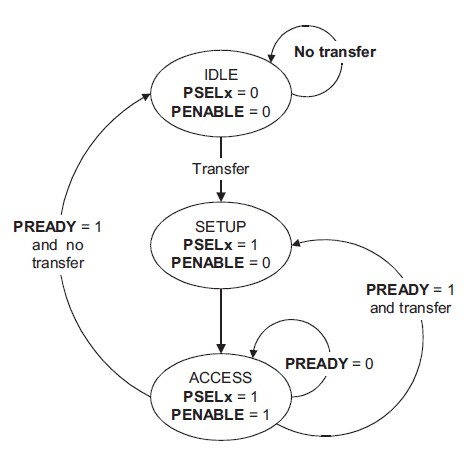 No transfer
IDLE
PSELx = 0
PENABLE = 0
Transfer
SETUP
PSELx = 1
PENABLE = 0
PREADY = 1
and no
transfer
PREADY = 1
and transfer
PREADY = 0
ACCESS
PSELx = 1
PENABLE = 1